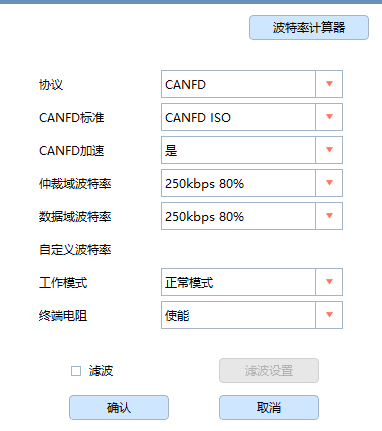 波特率计算器
协议 CANFD
CANFD标准 CANFD ISO
CANFD加速 是
仲裁域波特率 250kbps 80%
数据域波特率 250kbps 80%
自定义波特率
工作模式 正常模式
终端电阻 使能
滤波 滤波设置
确认 取消